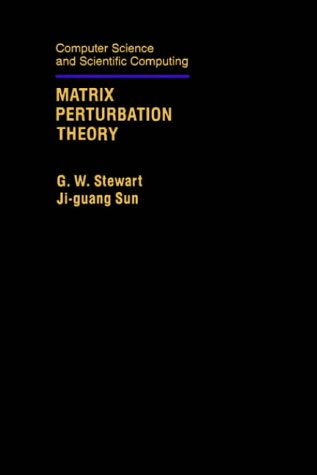 Computer Science
and Scientific Computing
MATRIX
PERTURBATION
THEORY
G. W. Stewart
Ji-guang Sun